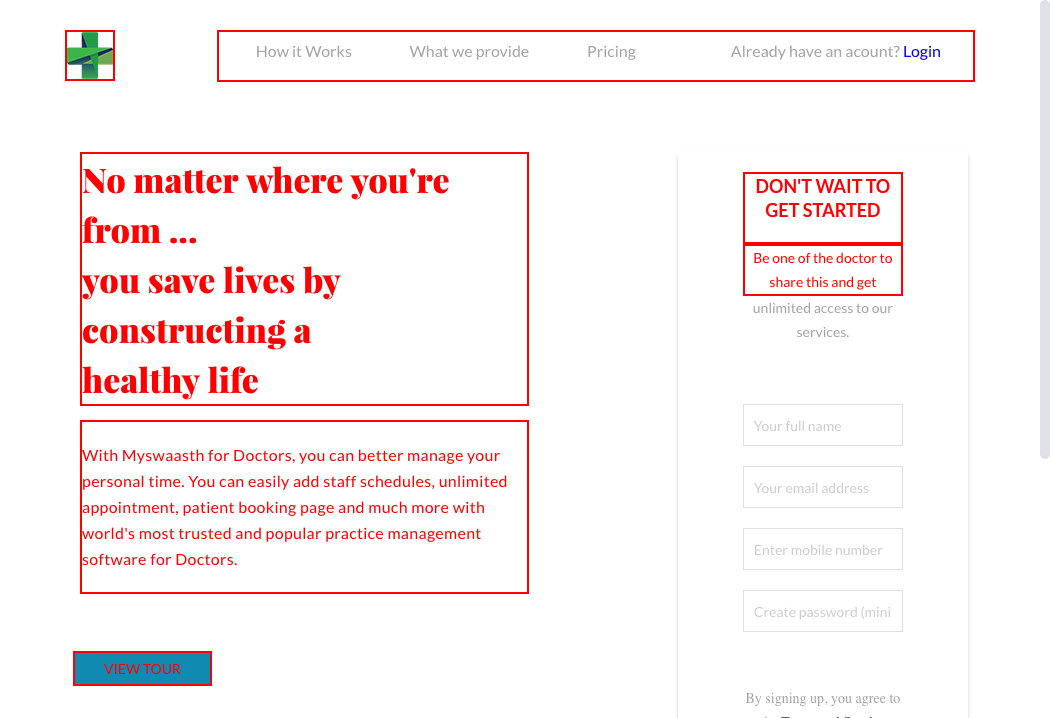 How it Works
What we provide
Pricing
Already have an acount? Login
No matter where you're
from ...
you save lives by
constructing a
healthy life
With Myswaasth for Doctors, you can better manage your
personal time. You can easily add staff schedules, unlimited
appointment, patient booking page and much more with
world's most trusted and popular practice management
software for Doctors.
VIEW TOUR
DON'T WAIT TO
GET STARTED
Be one of the doctor to
share this and get
unlimited access to our
services.
Your full name
Your email address
Enter mobile number
Create password (mini
By signing up, you agree to